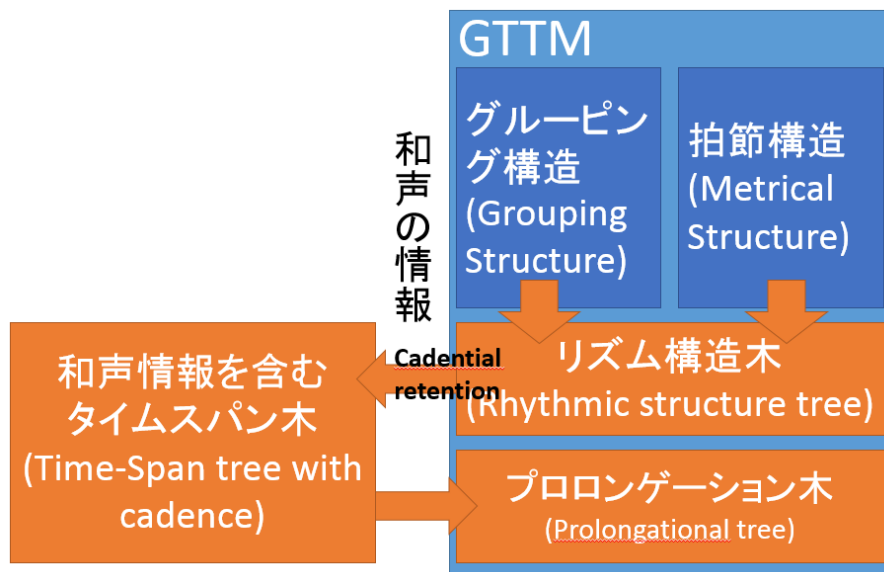 GTTM
グルーピン
グ構造
(Grouping
Structure)
拍節構造
(Metrical
Structure)
和声の情報
リズム構造木
(Rhythmic structure tree)
Cadential
retention
和声情報を含む
タイムスパン木
(Time-Span tree with
cadence)
プロロンゲーション木
(Prolongational tree)